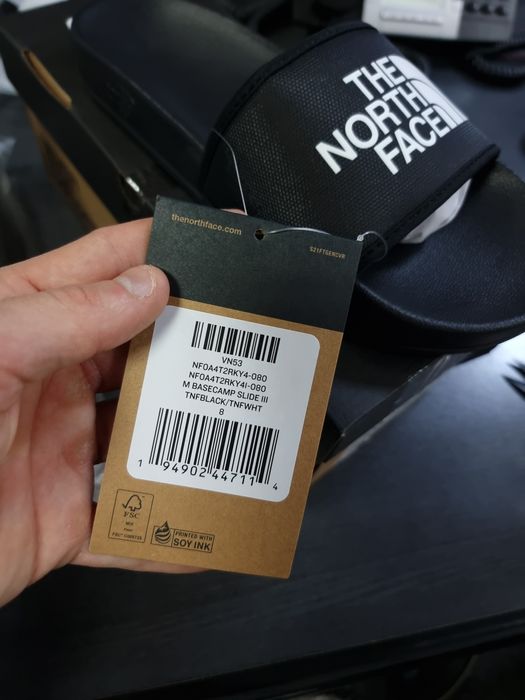 THE
NORTH
FACE
thenorthface.com
S21FTGENCVR
VN53
NF0A4T2RKY4-080
NF0A4T2RKY4I-080
M BASECAMP SLIDE III
TNFBLACK/TNFWHT
8
1 94902 44711 4
FSC
MIX
PRINTED WITH
SOY INK